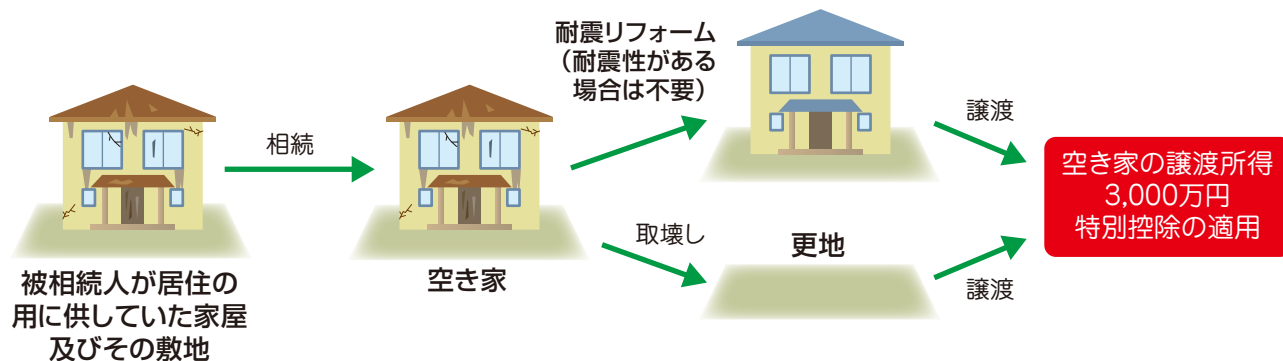 被相続人が居住の
用に供していた家屋
及びその敷地
相続
空き家
耐震リフォーム
（耐震性がある
場合は不要）
取壊し
更地
譲渡
譲渡
空き家の譲渡所得
3,000万円
特別控除の適用